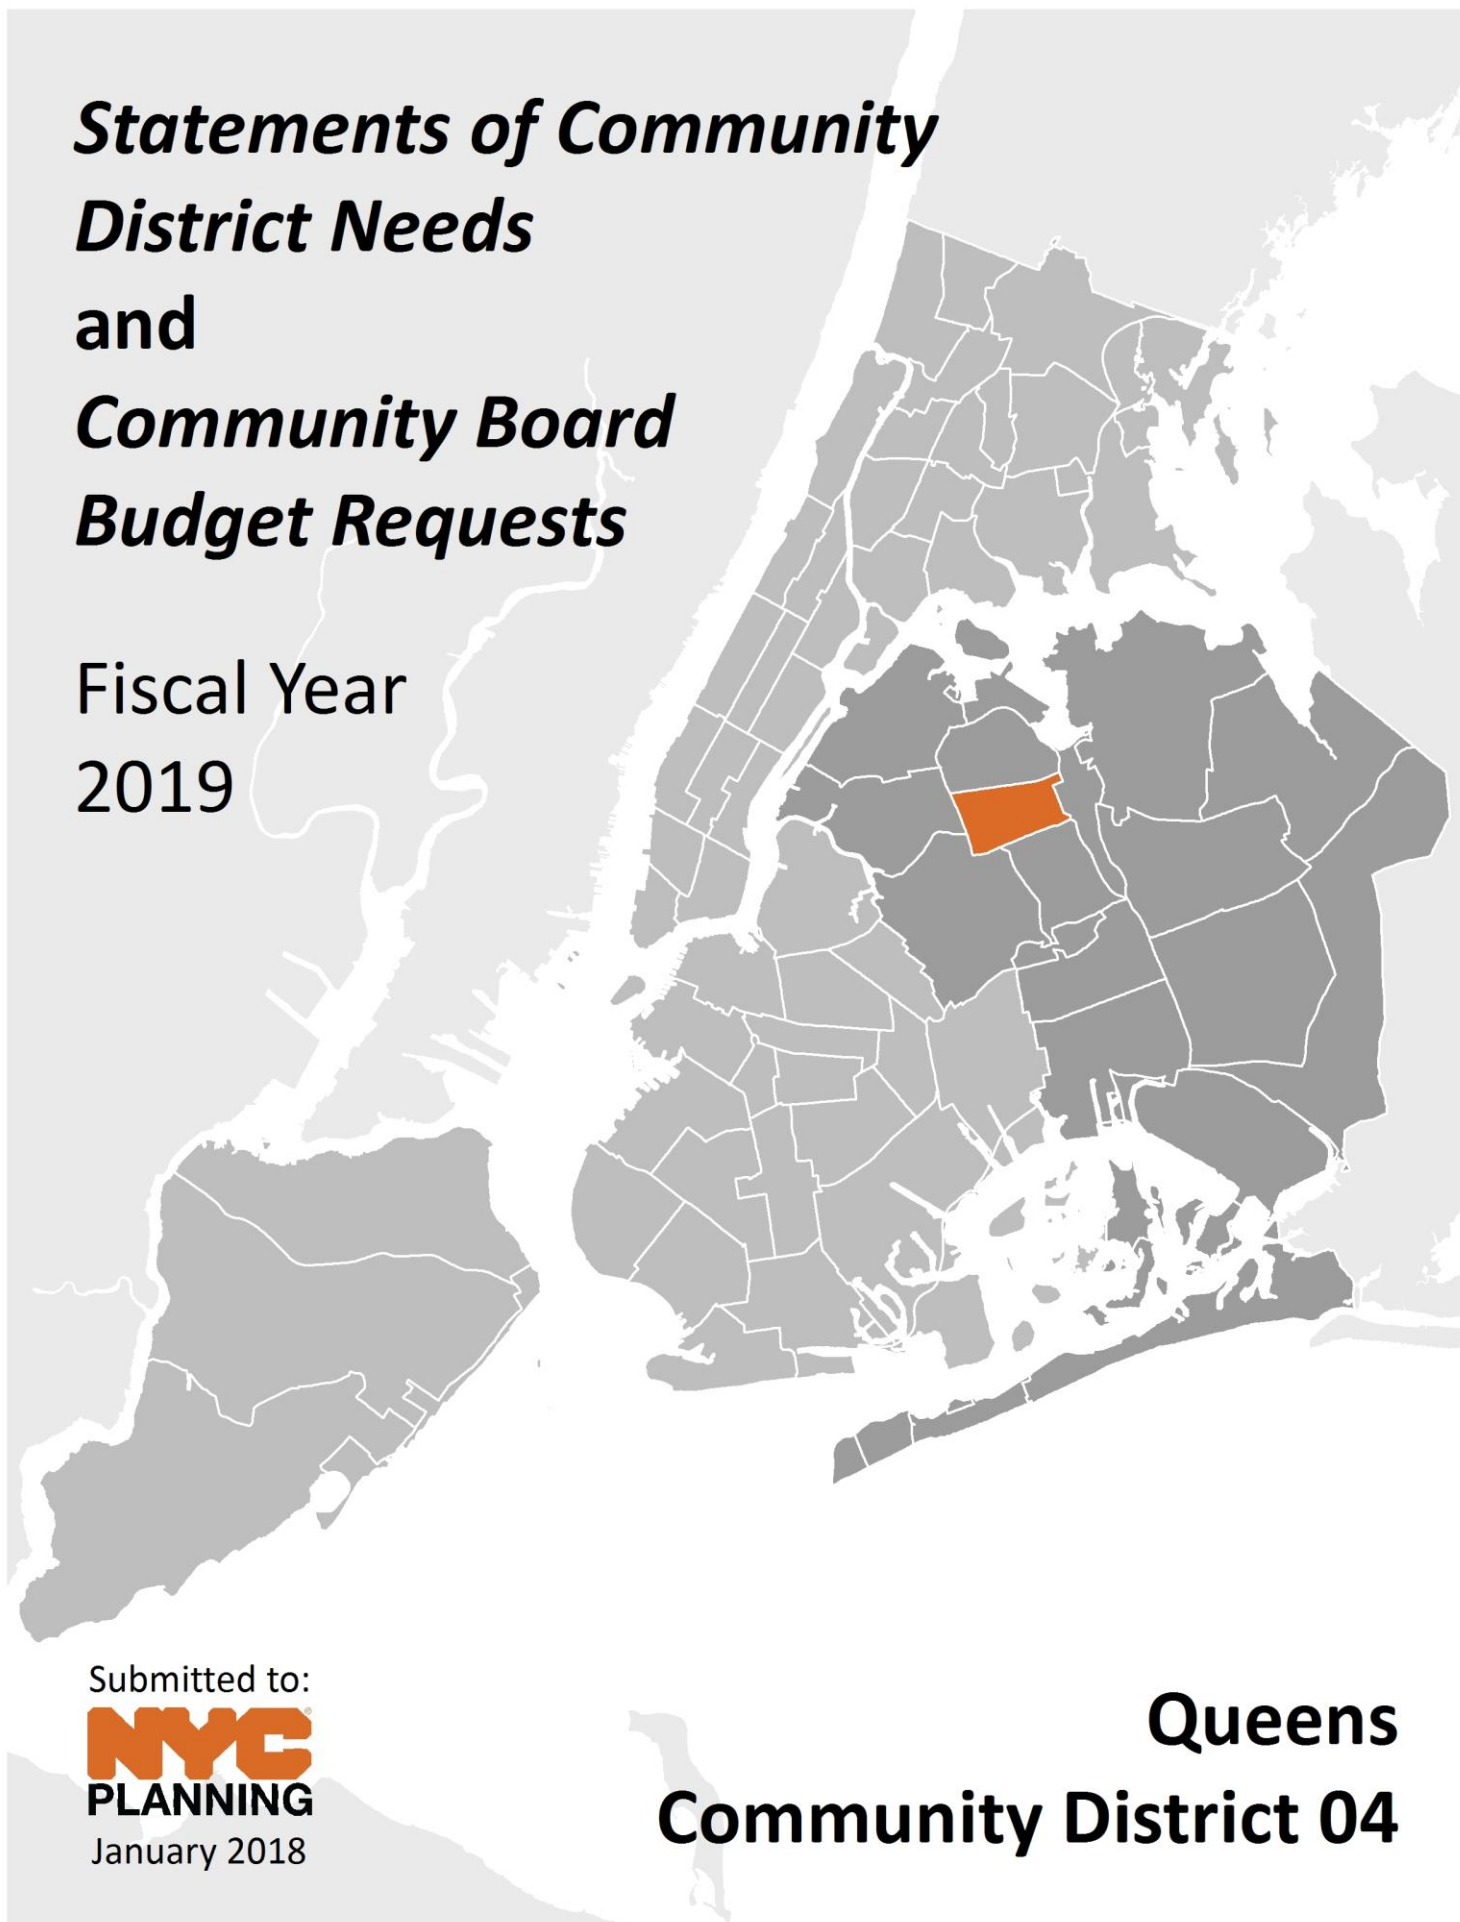 Statements of Community
District Needs
and
Community Board
Budget Requests
Fiscal Year
2019
Submitted to:
NYC®
PLANNING
January 2018
Queens
Community District 04